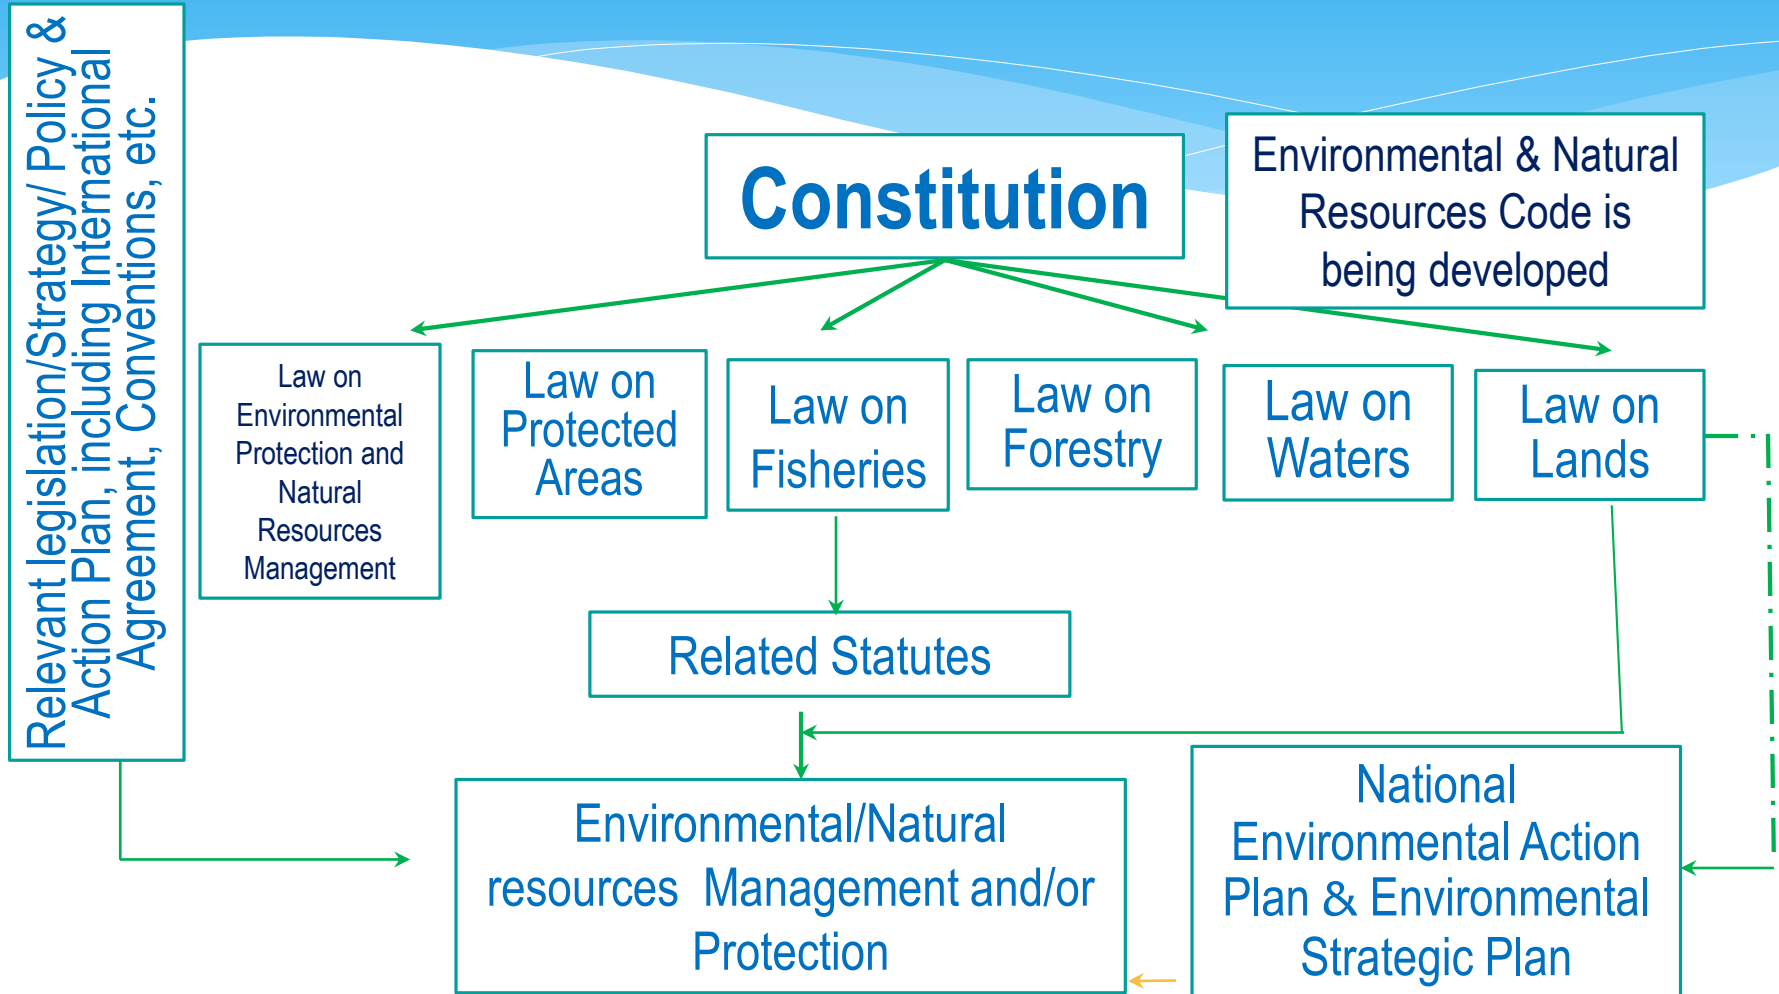 Relevant legislation/Strategy/ Policy &
Action Plan, including International
Agreement, Conventions, etc.
Constitution
Environmental & Natural
Resources Code is
being developed
Law on
Environmental
Protection and
Natural
Resources
Management
Law on
Protected
Areas
Law on
Fisheries
Law on
Forestry
Law on
Waters
Law on
Lands
Related Statutes
Environmental/Natural
resources Management and/or
Protection
National
Environmental Action
Plan & Environmental
Strategic Plan